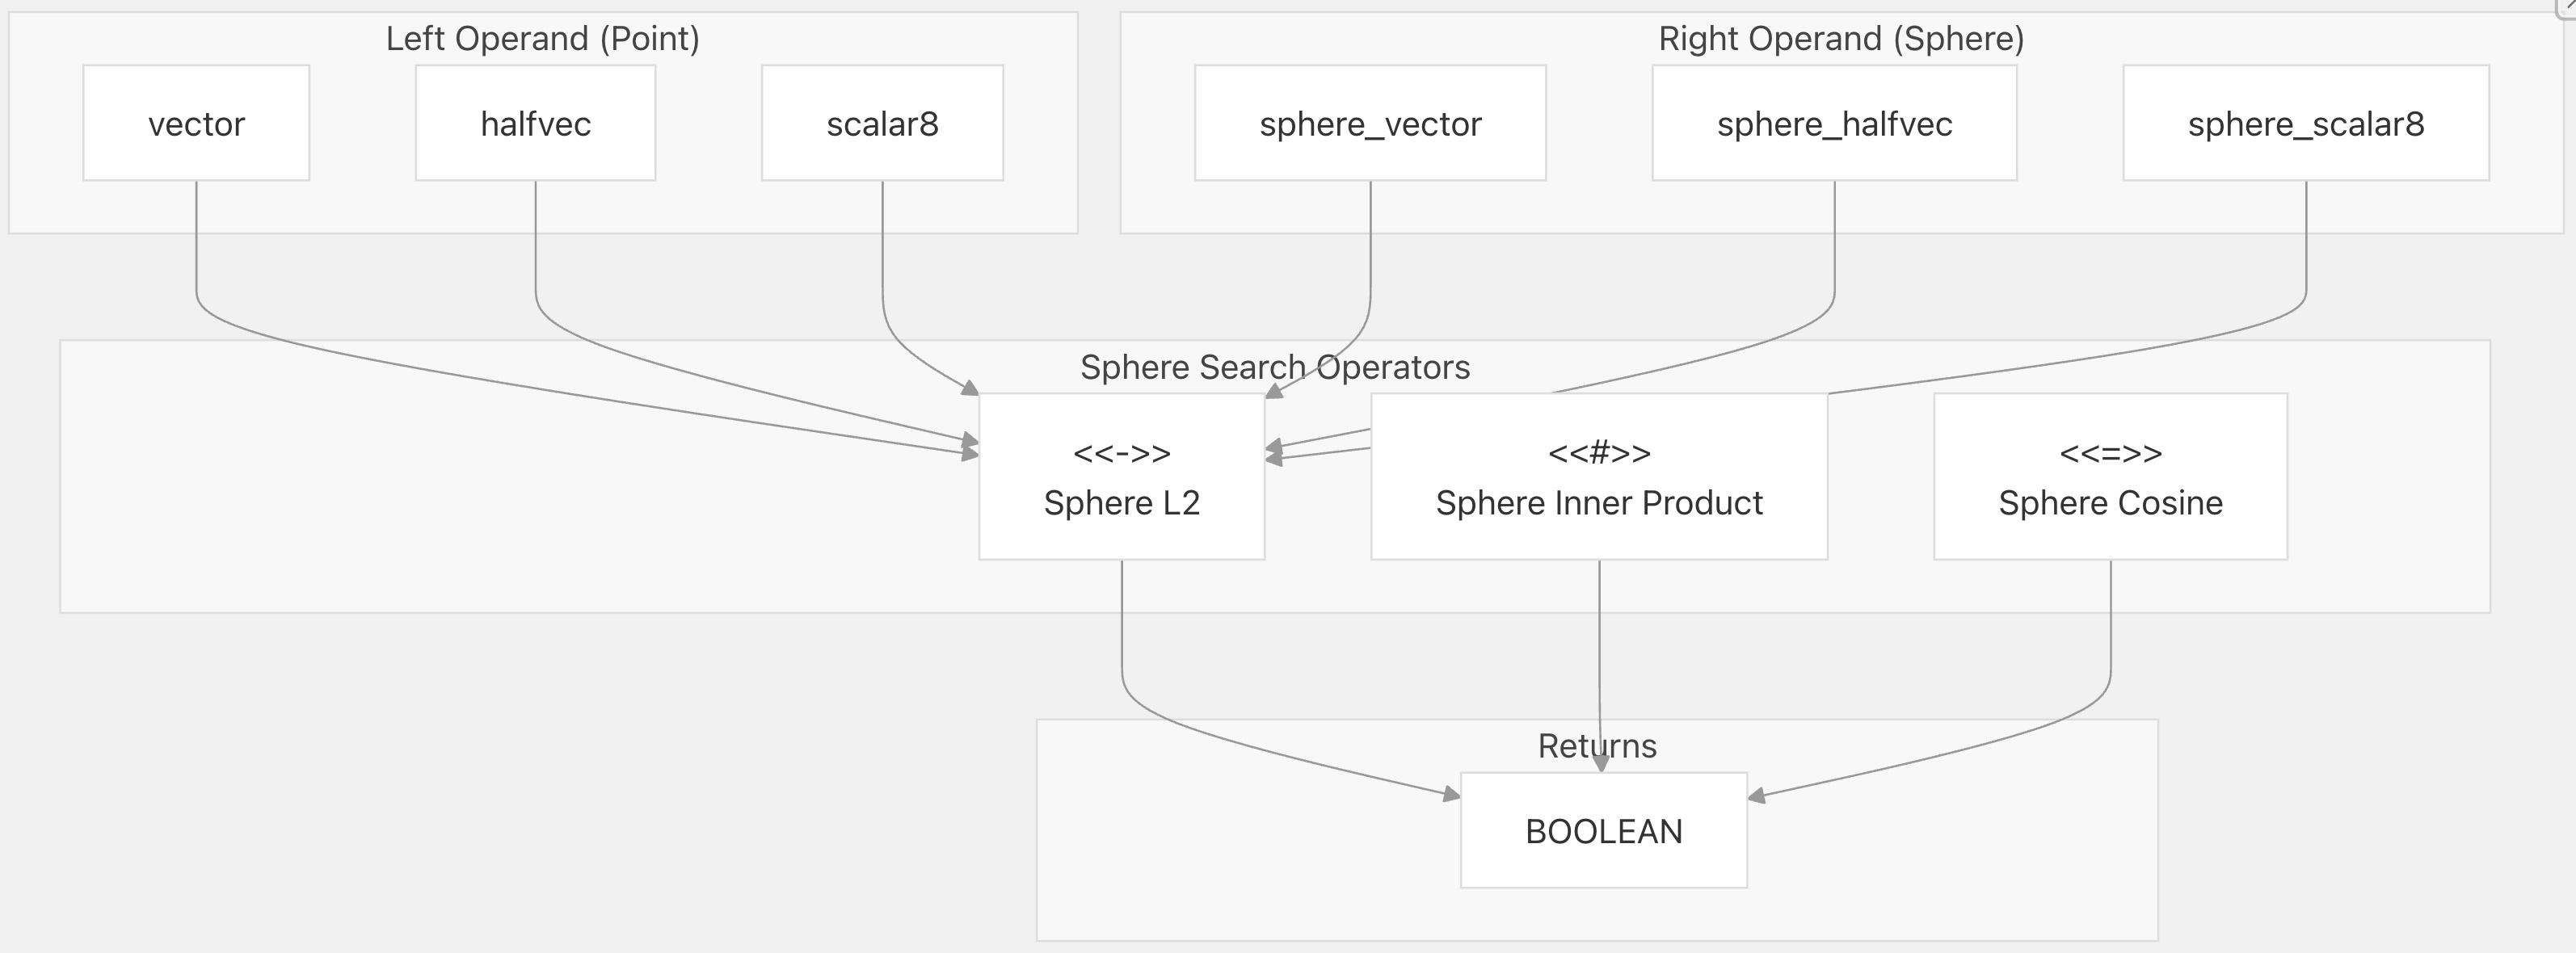 Left Operand (Point)
vector
halfvec
scalar8
Right Operand (Sphere)
sphere_vector
sphere_halfvec
sphere_scalar8
Sphere Search Operators
<<->>
Sphere L2
<<#>>
Sphere Inner Product
<<=>>
Sphere Cosine
Returns
BOOLEAN